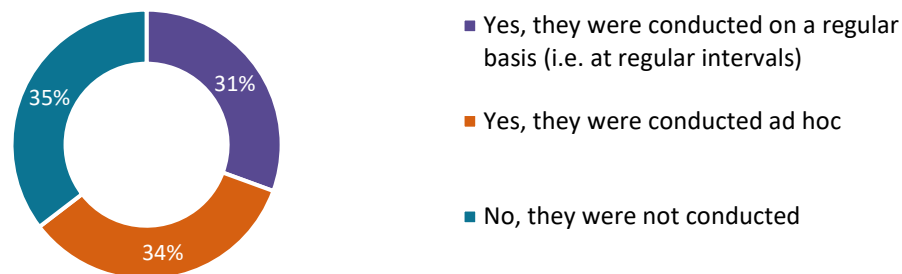 31%
34%
35%
Yes, they were conducted on a regular
basis (i.e. at regular intervals)
Yes, they were conducted ad hoc
No, they were not conducted